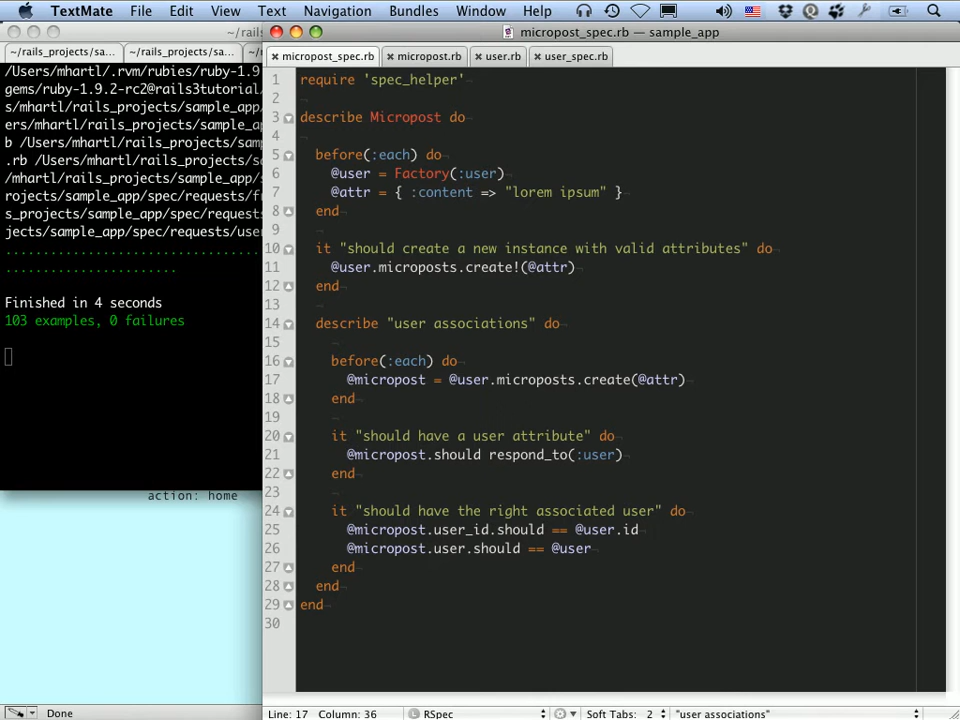 TextMate File Edit View Text Navigation Bundles Window Help
~/rails
micropost_spec.rb — sample_app
~/rails_projects/sa... ~/rails_projects/sa...
micropost_spec.rb micropost.rb user.rb user_spec.rb
/Users/mhartl/.rvm/rubies/ruby-1.9
gems/ruby-1.9.2-rc2@rails3tutorial/
s/mhartl/rails_projects/sample_app/
ers/mhartl/rails_projects/sample_ap
b /Users/mhartl/rails_projects/sam
.rb /Users/mhartl/rails_projects/sa
/mhartl/rails_projects/sample_app/s
rojects/sample_app/spec/requests/f
s_projects/sample_app/spec/requests
jects/sample_app/spec/requests/use
....................................
.......................
Finished in 4 seconds
103 examples, 0 failures
action: home
Done
1 require 'spec_helper'
2
3 describe Micropost do
4
5 before(:each) do
6 @user = Factory(:user)
7 @attr = { :content => "lorem ipsum" }
8 end
9
10 it "should create a new instance with valid attributes" do
11 @user.microposts.create!(@attr)
12 end
13
14 describe "user associations" do
15
16 before(:each) do
17 @micropost = @user.microposts.create(@attr)
18 end
19
20 it "should have a user attribute" do
21 @micropost.should respond_to(:user)
22 end
23
24 it "should have the right associated user" do
25 @micropost.user_id.should == @user.id
26 @micropost.user.should == @user
27 end
28 end
29 end
30
Line: 17 Column: 36 RSpec Soft Tabs: 2 "user associations"